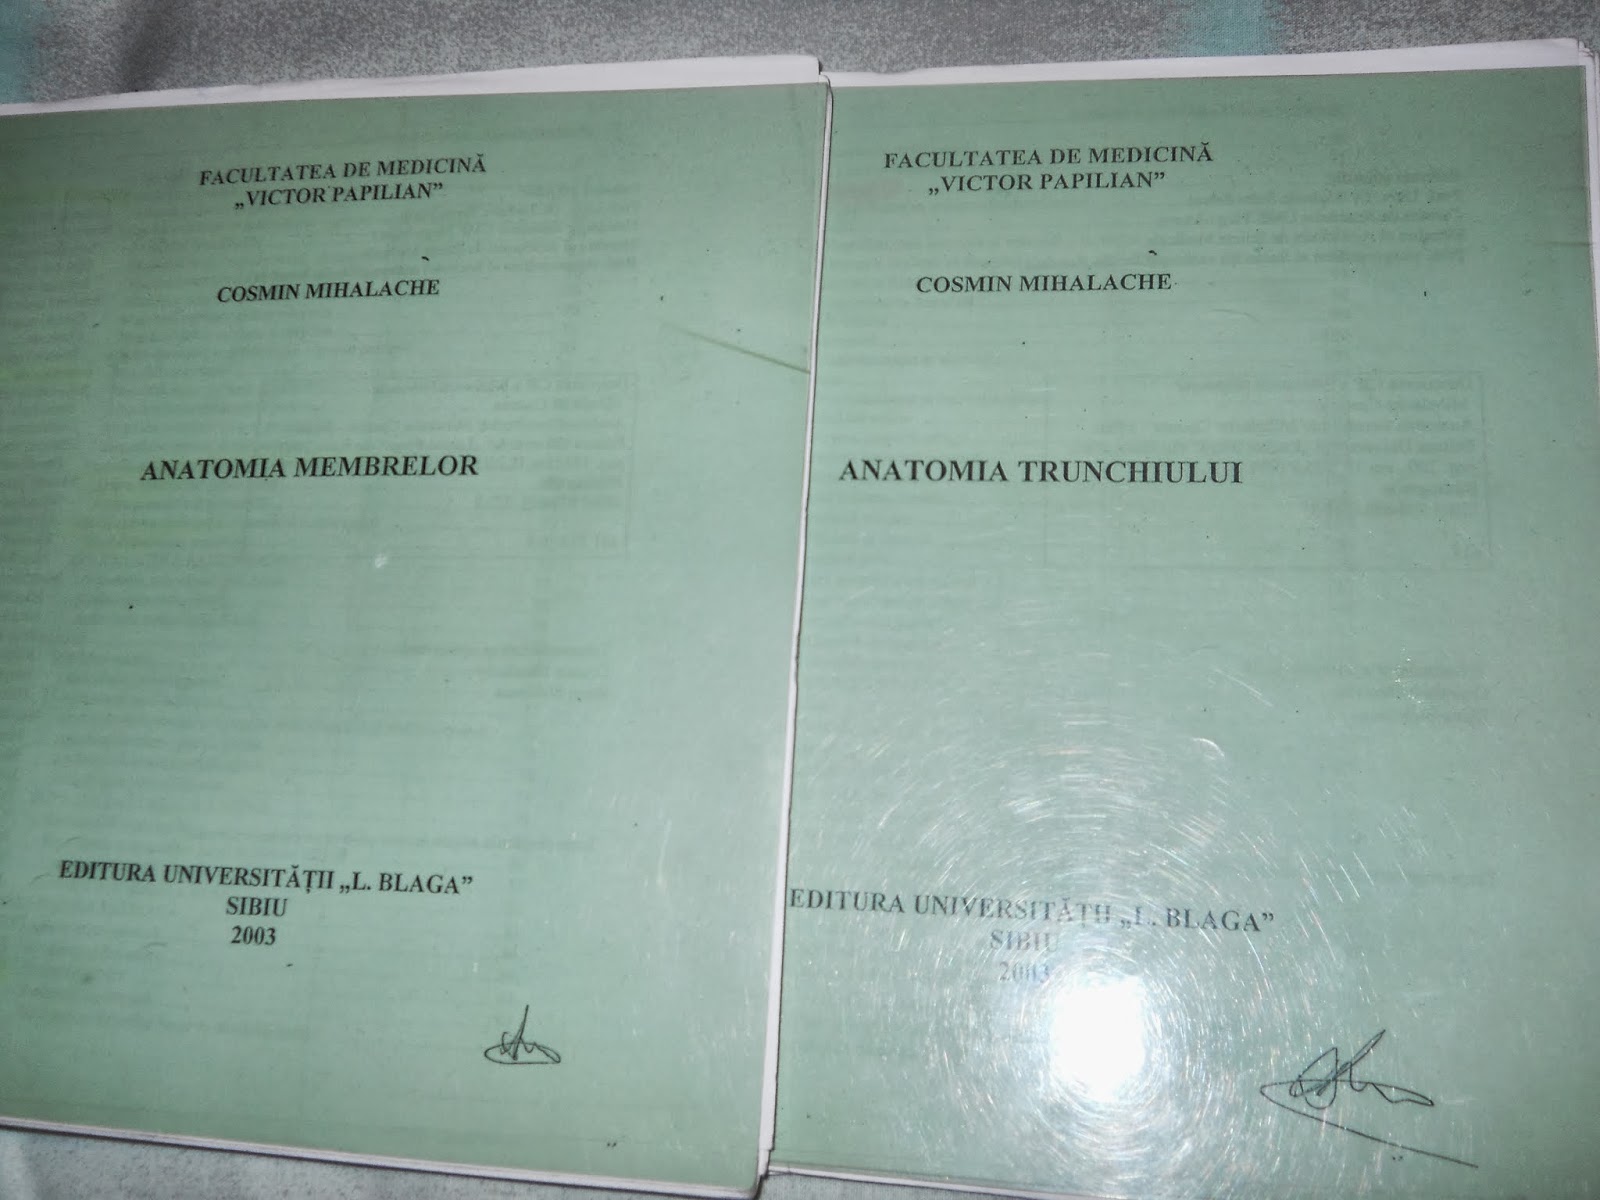 FACULTATEA DE MEDICINĂ
„VICTOR PAPILIAN”
COSMIN MIHALACHE
ANATOMIA MEMBRELOR
EDITURA UNIVERSITĂȚII „L. BLAGA”
SIBIU
2003
FACULTATEA DE MEDICINĂ
„VICTOR PAPILIAN”
COSMIN MIHALACHE
ANATOMIA TRUNCHIULUI
EDITURA UNIVERSITĂȚII „L. BLAGA”
SIBIU
2003